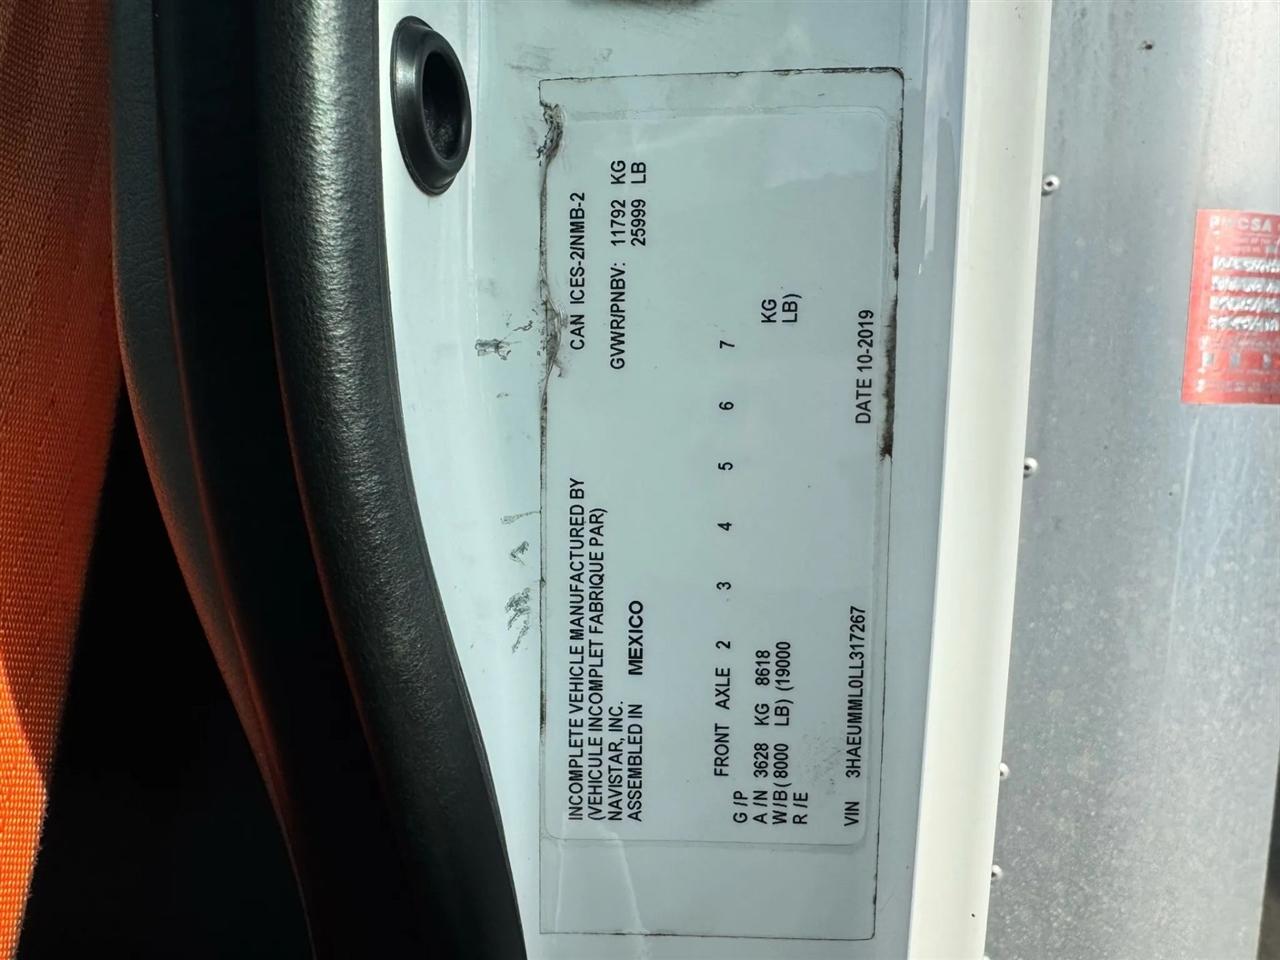 INCOMPLETE VEHICLE MANUFACTURED BY
(VEHICULE INCOMPLET FABRIQUE PAR)
NAVISTAR, INC.
ASSEMBLED IN MEXICO
CAN ICES-2/NMB-2
GVWR/PNBV: 11792 KG
25999 LB
FRONT AXLE 2 3 4 5 6 7
G/P
A/N 3628 KG 8618 KG
W/B (8000 LB) (19000 LB)
R/E
VIN 3HAEUMML0LL317267 DATE 10-2019
CSA